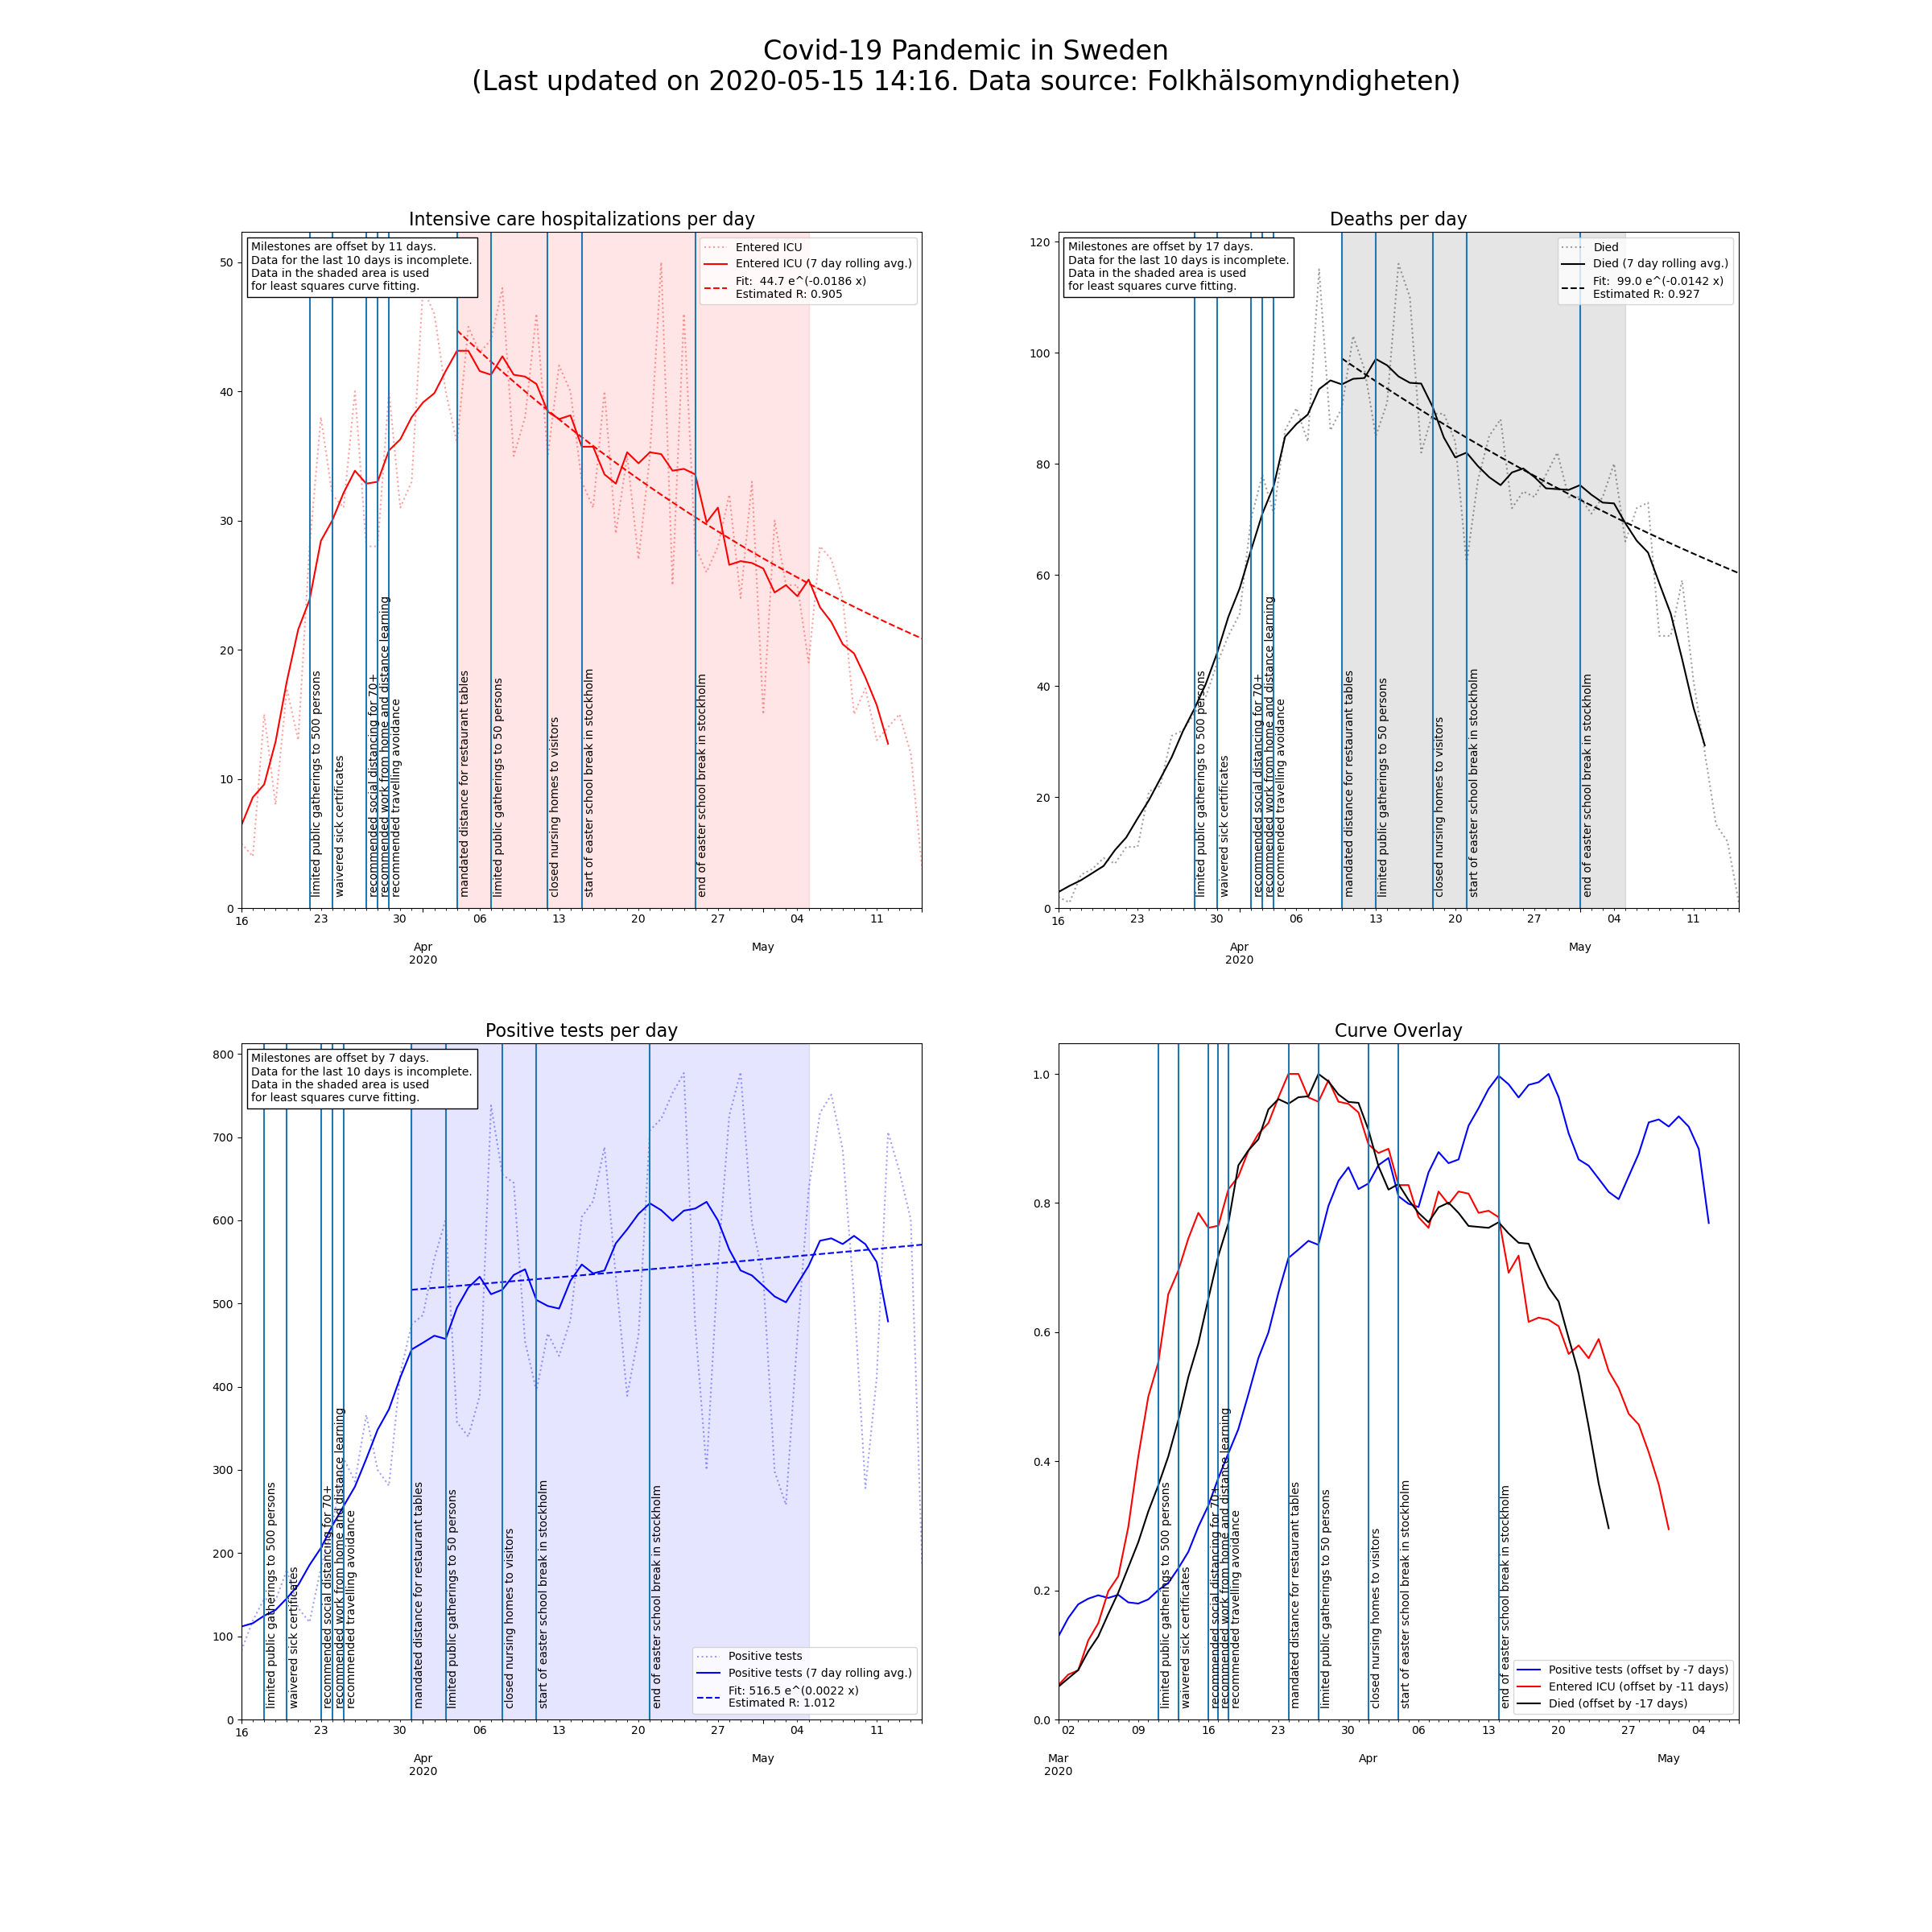 Covid-19 Pandemic in Sweden
(Last updated on 2020-05-15 14:16. Data source: Folkhälsomyndigheten)
Intensive care hospitalizations per day
Milestones are offset by 11 days.
Data for the last 10 days is incomplete.
Data in the shaded area is used
for least squares curve fitting.
Entered ICU
Entered ICU (7 day rolling avg.)
Fit:  44.7 e^(-0.0186 x)
Estimated R: 0.905
50
40
30
20
10
0
limited public gatherings to 500 persons
waivered sick certificates
recommended social distancing for 70+
recommended work from home and distance learning
recommended travelling avoidance
mandated distance for restaurant tables
limited public gatherings to 50 persons
closed nursing homes to visitors
start of easter school break in stockholm
end of easter school break in stockholm
16 23 30 06 13 20 27 04 11
Apr May
2020
Deaths per day
Milestones are offset by 17 days.
Data for the last 10 days is incomplete.
Data in the shaded area is used
for least squares curve fitting.
Died
Died (7 day rolling avg.)
Fit:  99.0 e^(-0.0142 x)
Estimated R: 0.927
120
100
80
60
40
20
0
limited public gatherings to 500 persons
waivered sick certificates
recommended social distancing for 70+
recommended work from home and distance learning
recommended travelling avoidance
mandated distance for restaurant tables
limited public gatherings to 50 persons
closed nursing homes to visitors
start of easter school break in stockholm
end of easter school break in stockholm
16 23 30 06 13 20 27 04 11
Apr May
2020
Positive tests per day
Milestones are offset by 7 days.
Data for the last 10 days is incomplete.
Data in the shaded area is used
for least squares curve fitting.
800
700
600
500
400
300
200
100
0
limited public gatherings to 500 persons
waivered sick certificates
recommended social distancing for 70+
recommended work from home and distance learning
recommended travelling avoidance
mandated distance for restaurant tables
limited public gatherings to 50 persons
closed nursing homes to visitors
start of easter school break in stockholm
end of easter school break in stockholm
Positive tests
Positive tests (7 day rolling avg.)
Fit: 516.5 e^(0.0022 x)
Estimated R: 1.012
16 23 30 06 13 20 27 04 11
Apr May
2020
Curve Overlay
1.0
0.8
0.6
0.4
0.2
0.0
limited public gatherings to 500 persons
waivered sick certificates
recommended social distancing for 70+
recommended work from home and distance learning
recommended travelling avoidance
mandated distance for restaurant tables
limited public gatherings to 50 persons
closed nursing homes to visitors
start of easter school break in stockholm
end of easter school break in stockholm
Positive tests (offset by -7 days)
Entered ICU (offset by -11 days)
Died (offset by -17 days)
02 09 16 23 30 06 13 20 27 04
Mar Apr May
2020